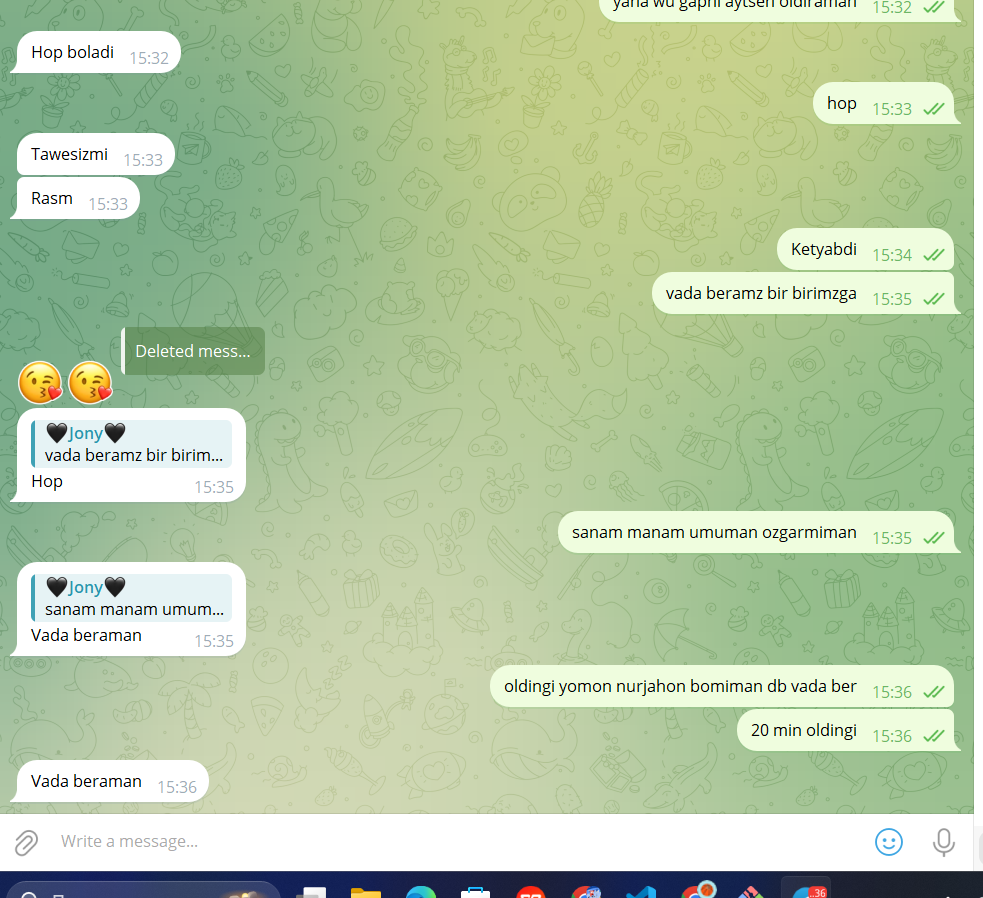 yana wu gapni aytsen oldiraman 15:32
Hop boladi 15:32
hop 15:33
Tawesizmi 15:33
Rasm 15:33
Ketyabdi 15:34
vada beramz bir birimzga 15:35
Deleted mess...
🖤Jony🖤
vada beramz bir birim...
Hop 15:35
sanam manam umuman ozgarmiman 15:35
🖤Jony🖤
sanam manam umum...
Vada beraman 15:35
oldingi yomon nurjahon bomiman db vada ber 15:36
20 min oldingi 15:36
Vada beraman 15:36
Write a message...
36